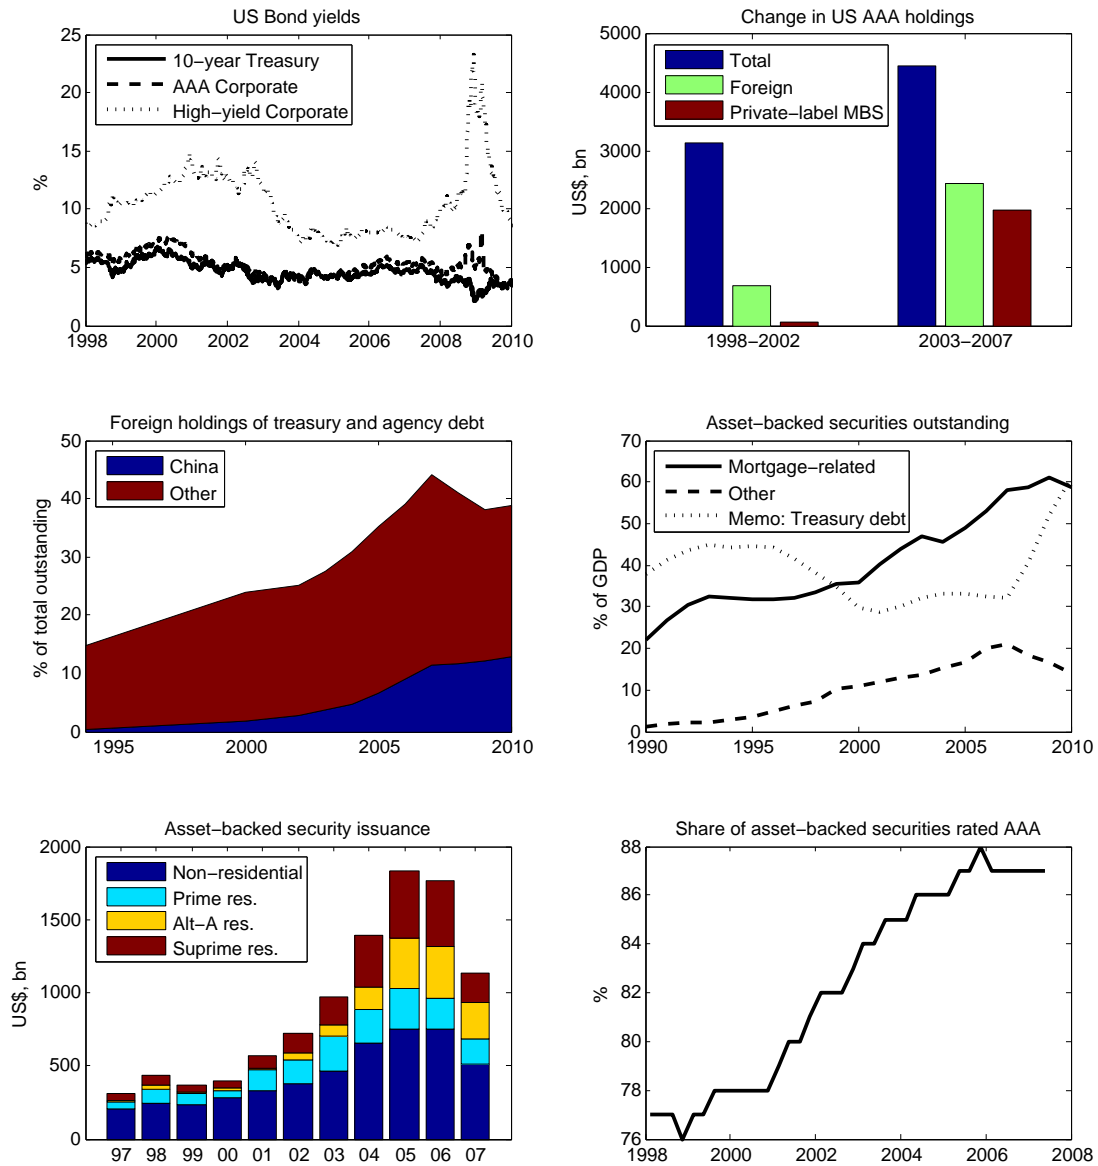 US Bond yields
25
20
15
10
5
0
%
10−year Treasury
AAA Corporate
High−yield Corporate
1998 2000 2002 2004 2006 2008 2010
Change in US AAA holdings
5000
4000
3000
2000
1000
0
US$, bn
Total
Foreign
Private−label MBS
1998−2002 2003−2007
Foreign holdings of treasury and agency debt
50
40
30
20
10
0
% of total outstanding
China
Other
1995 2000 2005 2010
Asset−backed securities outstanding
70
60
50
40
30
20
10
0
% of GDP
Mortgage−related
Other
Memo: Treasury debt
1990 1995 2000 2005 2010
Asset−backed security issuance
2000
1500
1000
500
0
US$, bn
Non−residential
Prime res.
Alt−A res.
Suprime res.
97 98 99 00 01 02 03 04 05 06 07
Share of asset−backed securities rated AAA
88
86
84
82
80
78
76
%
1998 2000 2002 2004 2006 2008